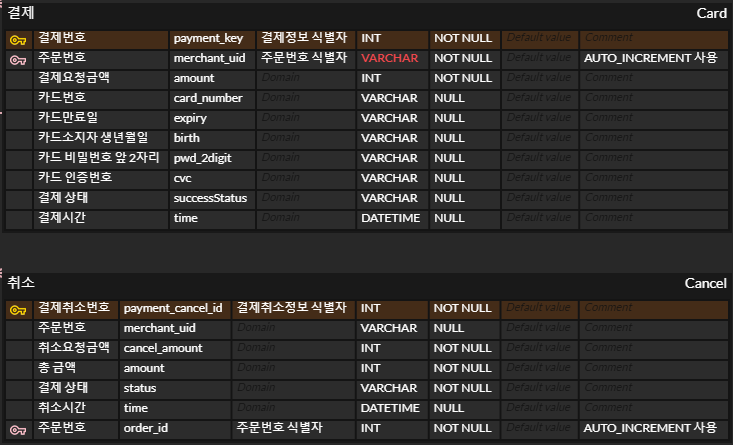 결제 Card
결제번호 payment_key 결제정보 식별자 INT NOT NULL Default value Comment
주문번호 merchant_uid 주문번호 식별자 VARCHAR NOT NULL Default value AUTO_INCREMENT 사용
결제요청금액 amount Domain INT NOT NULL Default value Comment
카드번호 card_number Domain VARCHAR NULL Default value Comment
카드만료일 expiry Domain VARCHAR NULL Default value Comment
카드소지자 생년월일 birth Domain VARCHAR NULL Default value Comment
카드 비밀번호 앞 2자리 pwd_2digit Domain VARCHAR NULL Default value Comment
카드 인증번호 cvc Domain VARCHAR NULL Default value Comment
결제 상태 successStatus Domain VARCHAR NULL Default value Comment
결제시간 time Domain DATETIME NULL Default value Comment
취소 Cancel
결제취소번호 payment_cancel_id 결제취소정보 식별자 INT NOT NULL Default value Comment
주문번호 merchant_uid Domain VARCHAR NULL Default value Comment
취소요청금액 cancel_amount Domain INT NOT NULL Default value Comment
총 금액 amount Domain INT NOT NULL Default value Comment
결제 상태 status Domain VARCHAR NOT NULL Default value Comment
취소시간 time Domain DATETIME NULL Default value Comment
주문번호 order_id 주문번호 식별자 INT NOT NULL Default value AUTO_INCREMENT 사용